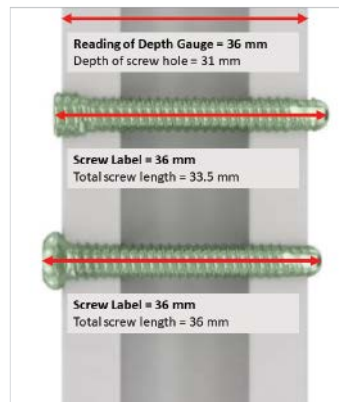 Reading of Depth Gauge = 36 mm
Depth of screw hole = 31 mm
Screw Label = 36 mm
Total screw length = 33.5 mm
Screw Label = 36 mm
Total screw length = 36 mm